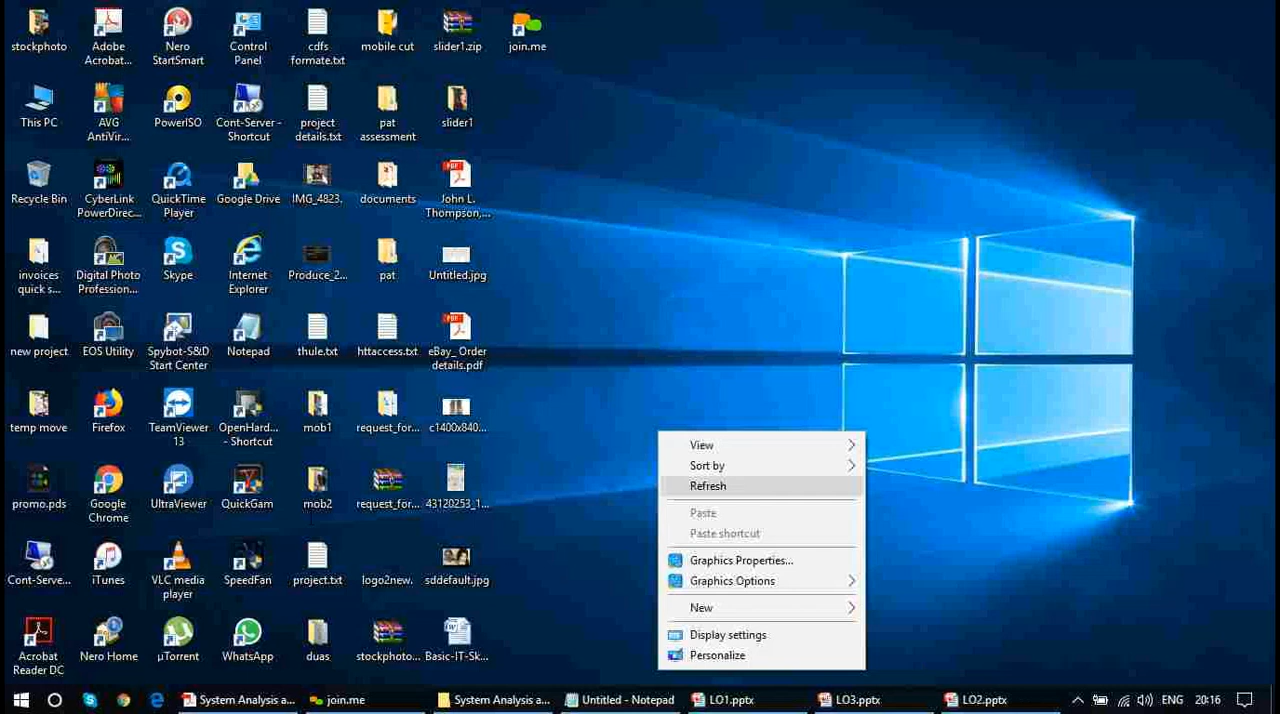 stockphoto
Adobe
Acrobat...
Nero
StartSmart
Control
Panel
cdfs
formate.txt
mobile cut
slider1.zip
join.me
This PC
AVG
AntiVir...
PowerISO
Cont-Server -
Shortcut
project
details.txt
pat
assessment
slider1
Recycle Bin
CyberLink
PowerDirec...
QuickTime
Player
Google Drive
IMG_4823.
documents
John L.
Thompson,...
invoices
quick s...
Digital Photo
Profession...
Skype
Internet
Explorer
Produce_2...
pat
Untitled.jpg
new project
EOS Utility
Spybot-S&D
Start Center
Notepad
thule.txt
httaccess.txt
eBay_ Order
details.pdf
temp move
Firefox
TeamViewer
13
OpenHard...
- Shortcut
mob1
request_for...
c1400x840...
promo.pds
Google
Chrome
UltraViewer
QuickGam
mob2
request_for...
43120253_1...
Cont-Serve...
iTunes
VLC media
player
SpeedFan
project.txt
logo2new.
sddefault.jpg
Acrobat
Reader DC
Nero Home
µTorrent
WhatsApp
duas
stockphoto...
Basic-IT-Sk...
View
Sort by
Refresh
Paste
Paste shortcut
Graphics Properties...
Graphics Options
New
Display settings
Personalize
System Analysis a...
join.me
System Analysis a...
Untitled - Notepad
LO1.pptx
LO3.pptx
LO2.pptx
ENG
20:16